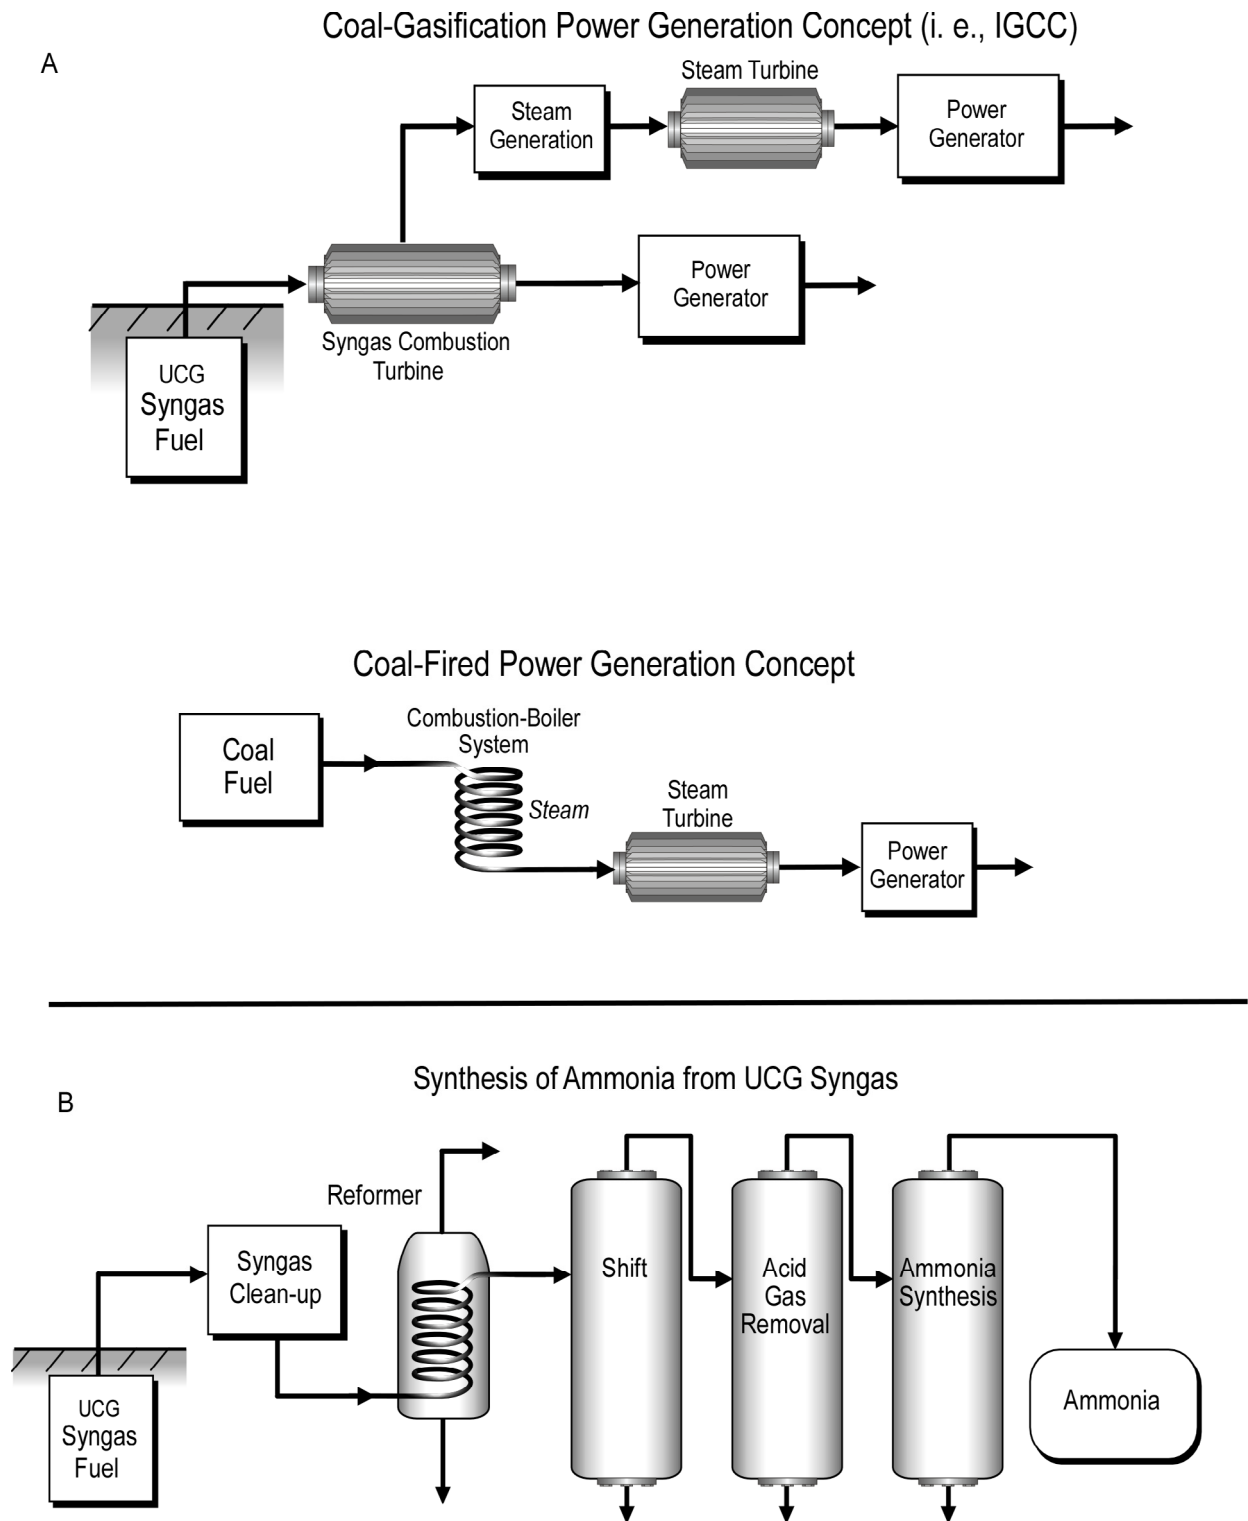 Coal-Gasification Power Generation Concept (i. e., IGCC)
A
Steam Turbine
Steam
Generation
Power
Generator
Power
Generator
Syngas Combustion
Turbine
UCG
Syngas
Fuel
Coal-Fired Power Generation Concept
Combustion-Boiler
System
Coal
Fuel
Steam
Steam
Turbine
Power
Generator
Synthesis of Ammonia from UCG Syngas
B
Reformer
Syngas
Clean-up
Shift
Acid
Gas
Removal
Ammonia
Synthesis
UCG
Syngas
Fuel
Ammonia